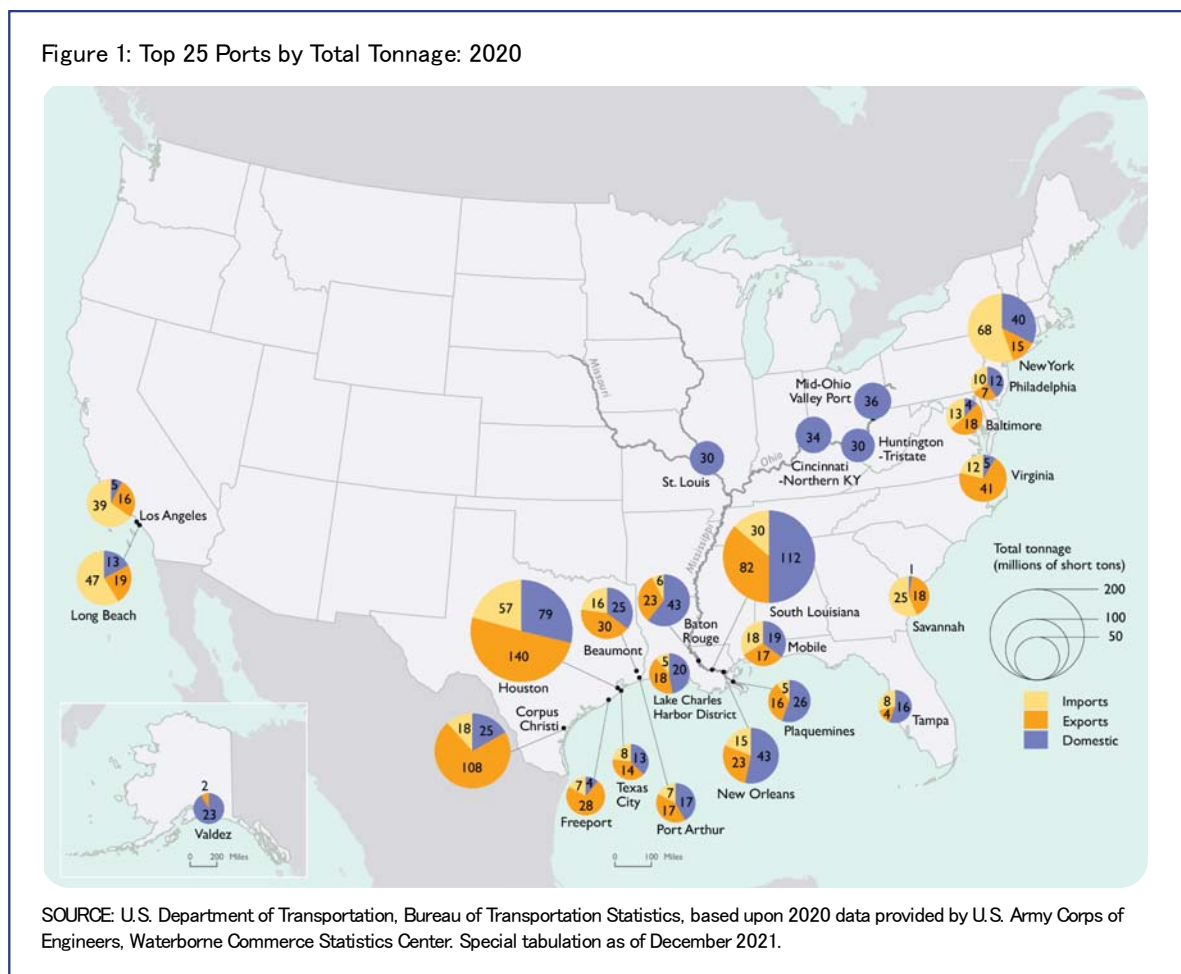 Figure 1: Top 25 Ports by Total Tonnage: 2020
Missouri
Mississippi
Ohio
40
68
15
New York
10
12
7
Philadelphia
4
13
18
Baltimore
Mid-Ohio
Valley Port
36
34
Cincinnati
-Northern KY
30
Huntington
-Tristate
30
St. Louis
12
5
41
Virginia
5
39
16
Los Angeles
13
47
19
Long Beach
57
79
140
Houston
16
25
30
Beaumont
6
23
43
Baton
Rouge
30
112
82
South Louisiana
1
25
18
Savannah
18
19
17
Mobile
5
20
18
Lake Charles
Harbor District
5
16
26
Plaquemines
8
16
4
Tampa
Corpus
Christi
18
25
108
15
43
23
New Orleans
8
13
14
Texas
City
7
4
28
Freeport
7
17
17
Port Arthur
2
23
Valdez
0 200 Miles
0 100 Miles
Total tonnage
(millions of short tons)
200
100
50
Imports
Exports
Domestic
SOURCE: U.S. Department of Transportation, Bureau of Transportation Statistics, based upon 2020 data provided by U.S. Army Corps of
Engineers, Waterborne Commerce Statistics Center. Special tabulation as of December 2021.